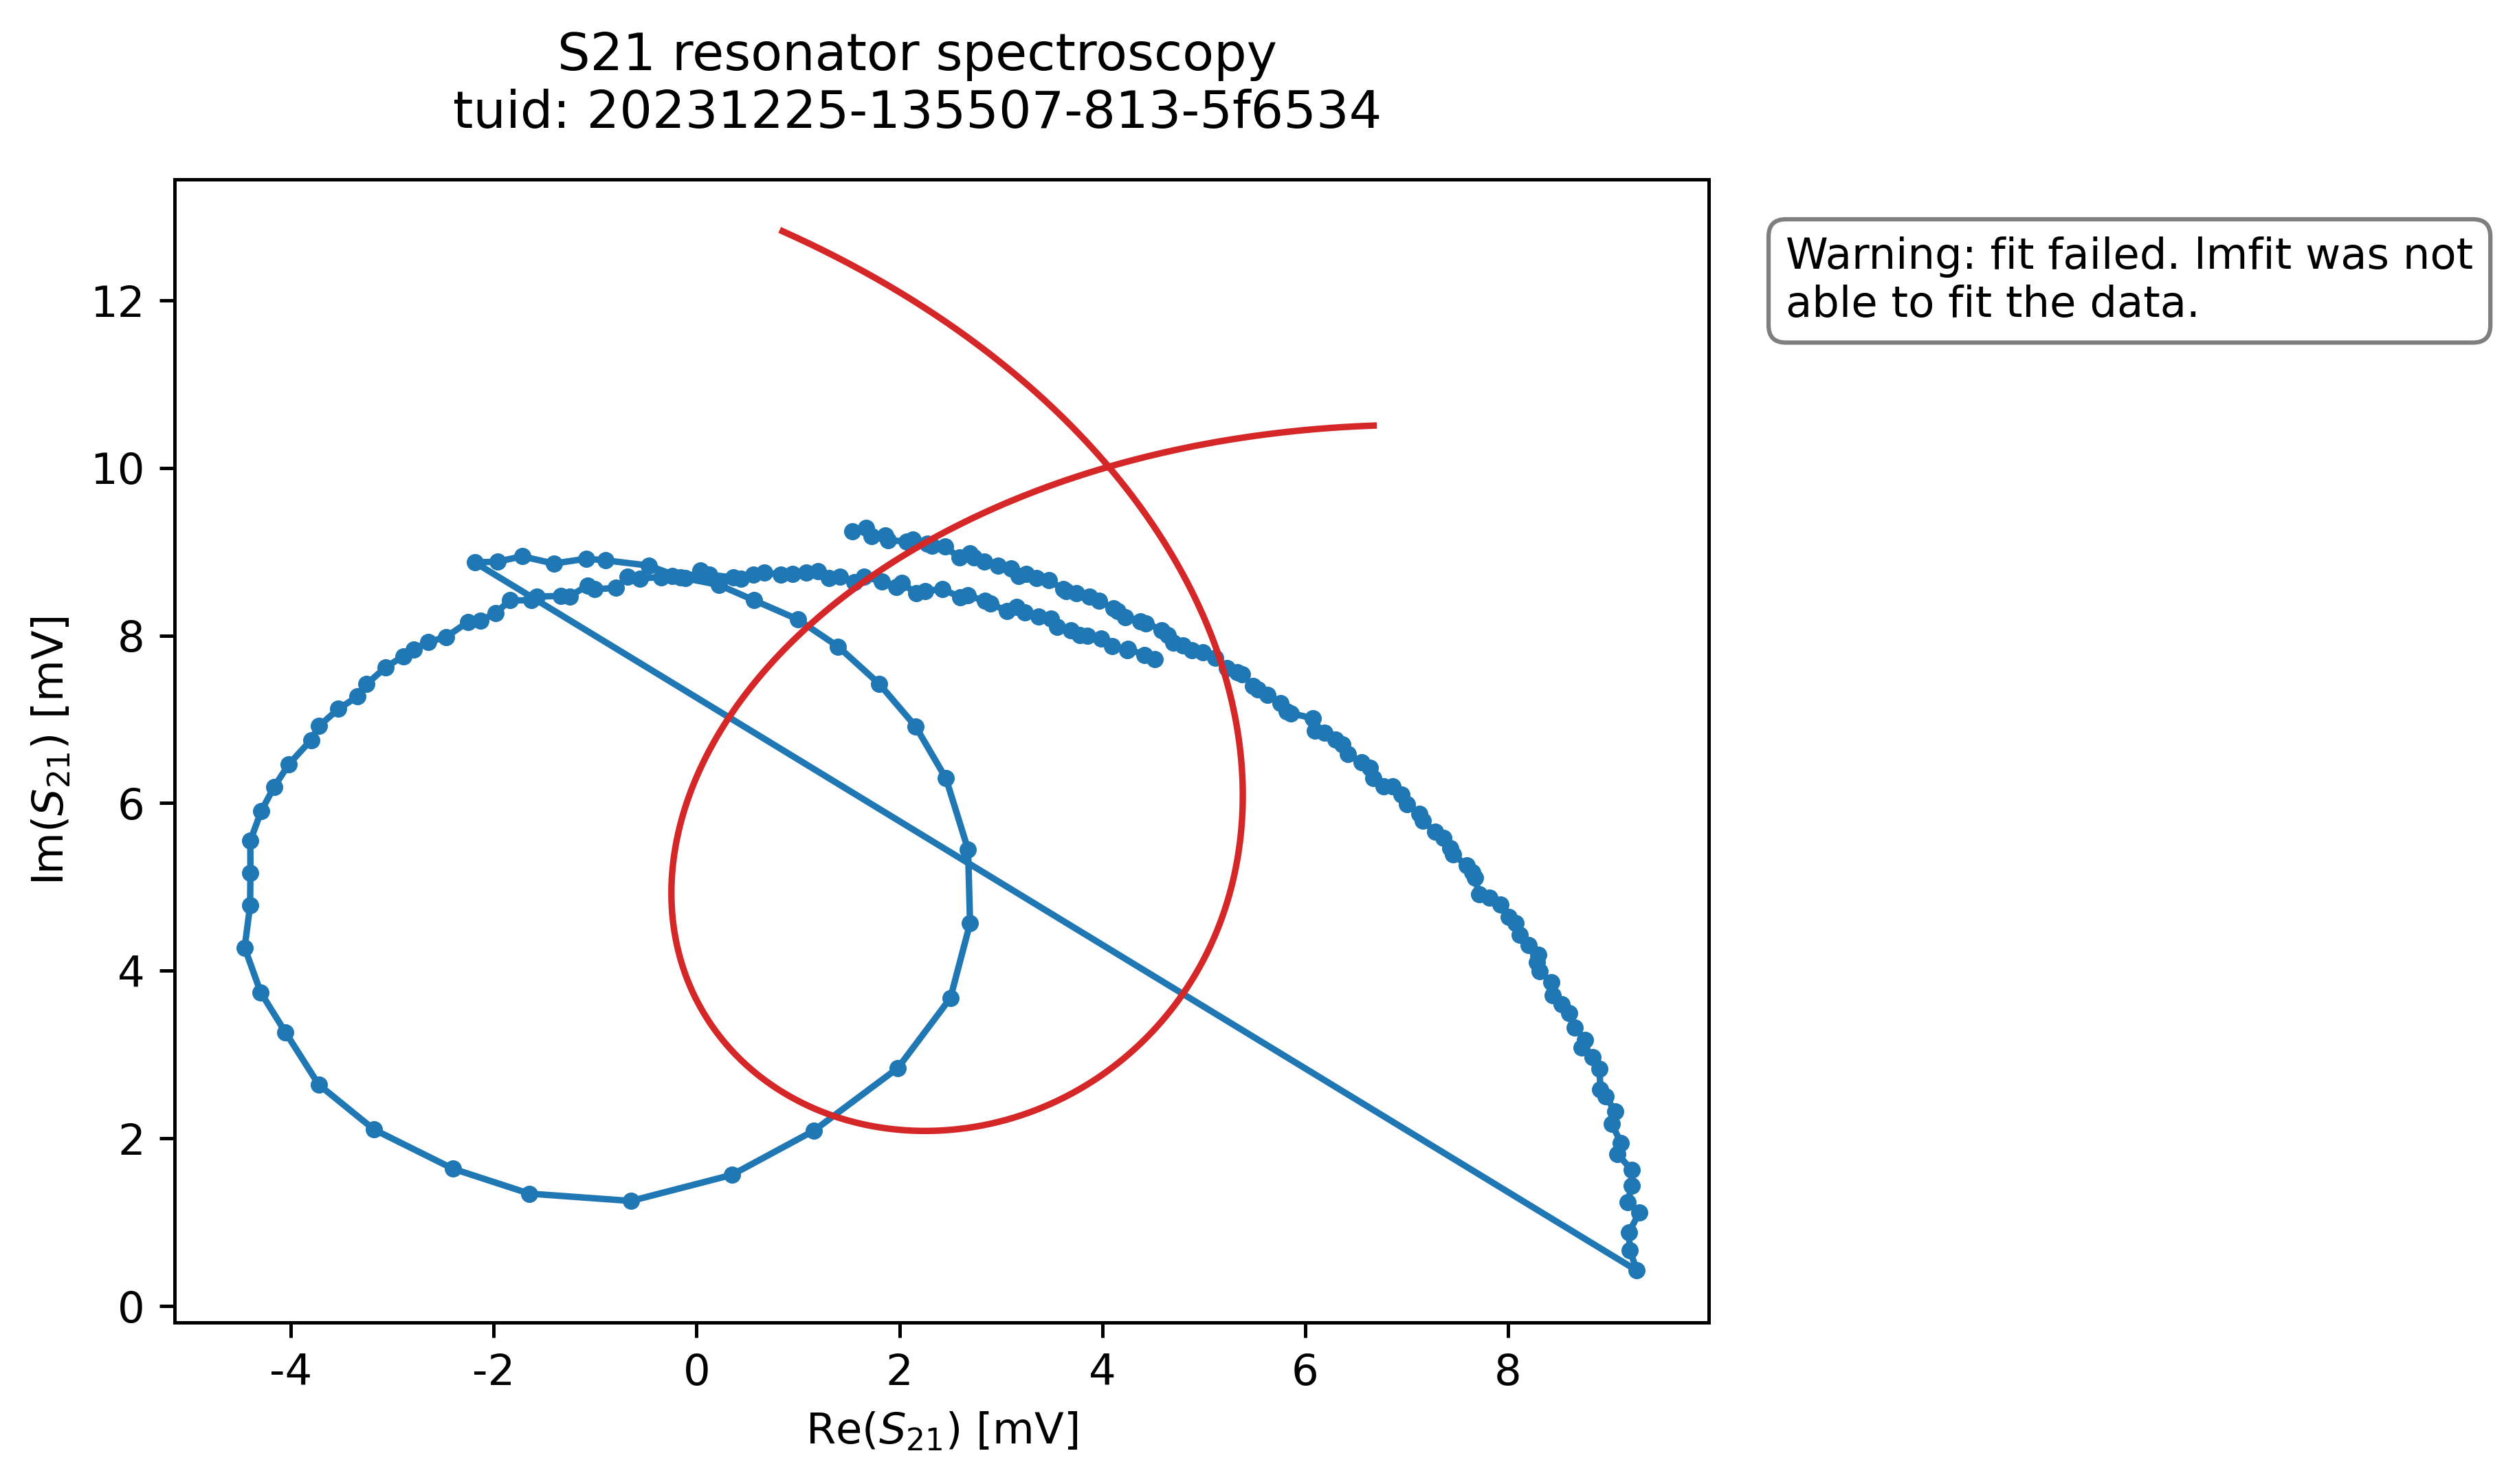 S21 resonator spectroscopy
tuid: 20231225-135507-813-5f6534
Warning: fit failed. lmfit was not
able to fit the data.
12
10
8
6
4
2
0
Im(S21) [mV]
-4 -2 0 2 4 6 8
Re(S21) [mV]